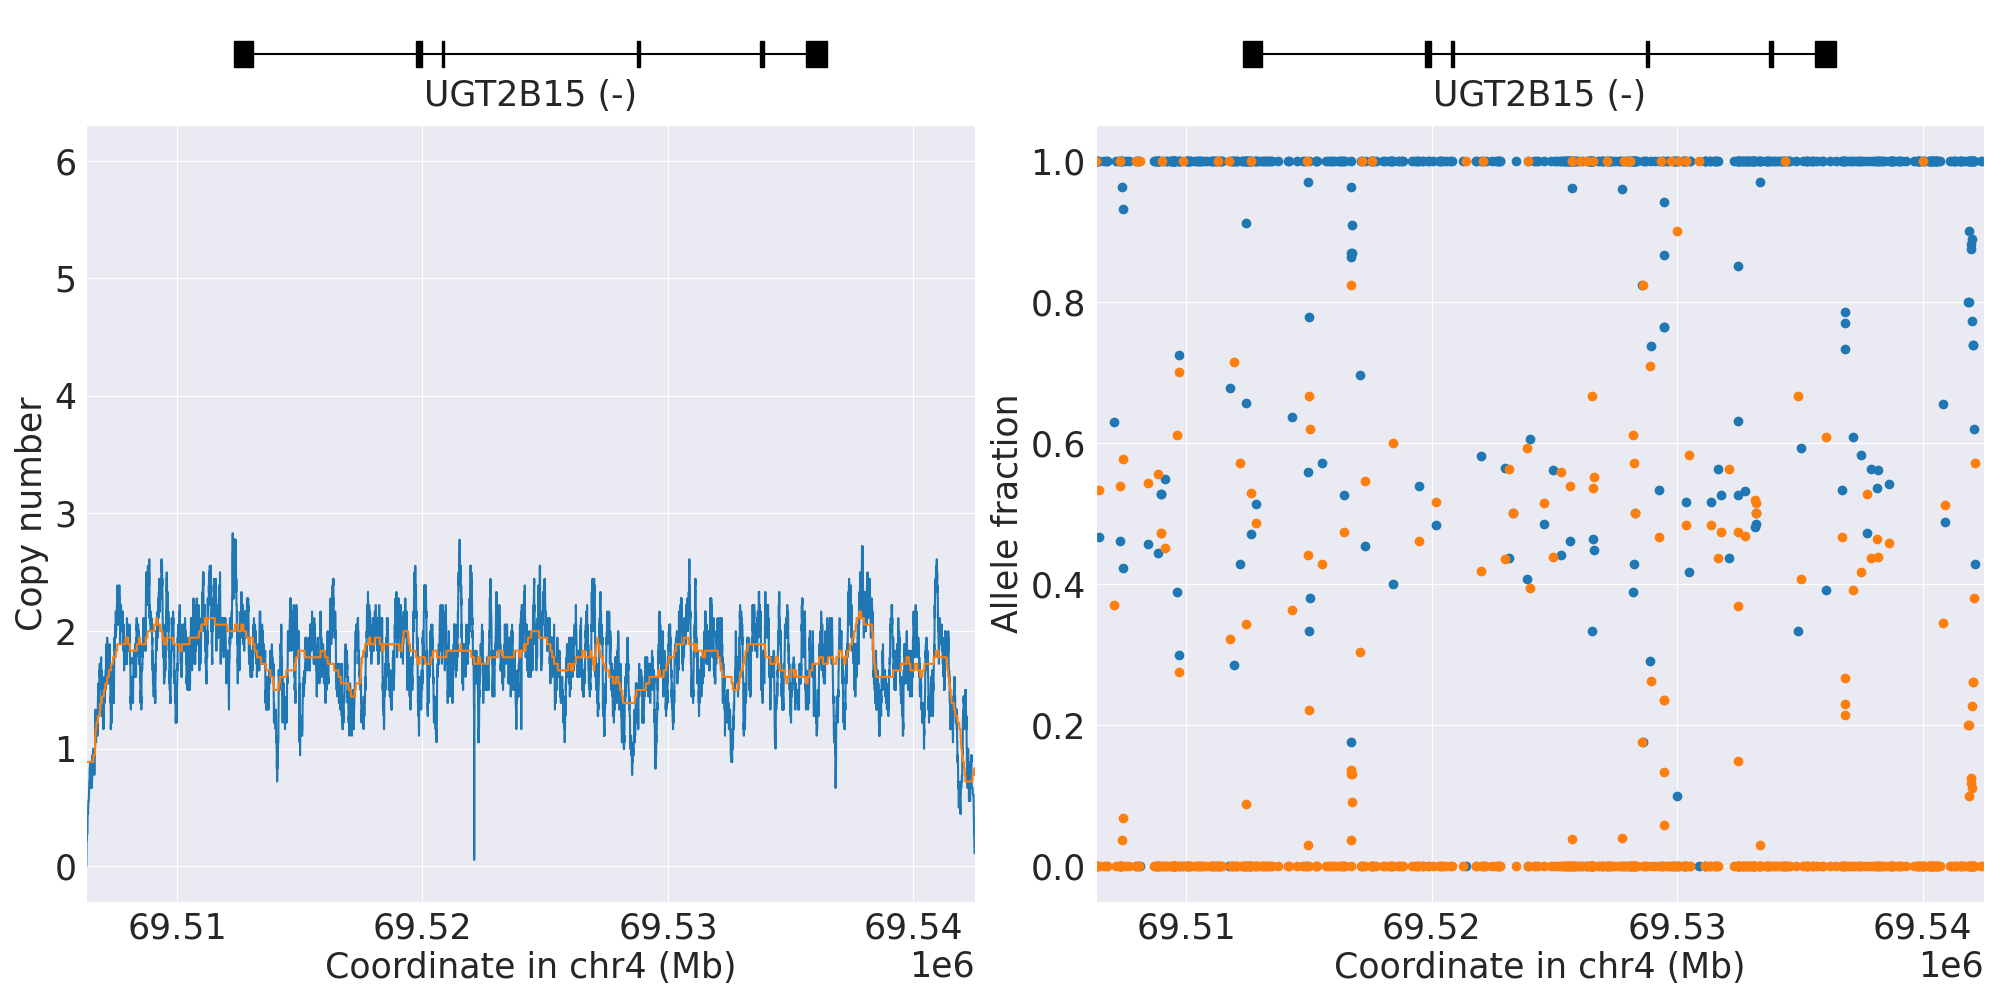 UGT2B15 (-)
6
5
4
3
2
1
0
Copy number
69.51 69.52 69.53 69.54
Coordinate in chr4 (Mb)
1e6
UGT2B15 (-)
1.0
0.8
0.6
0.4
0.2
0.0
Allele fraction
69.51 69.52 69.53 69.54
Coordinate in chr4 (Mb)
1e6